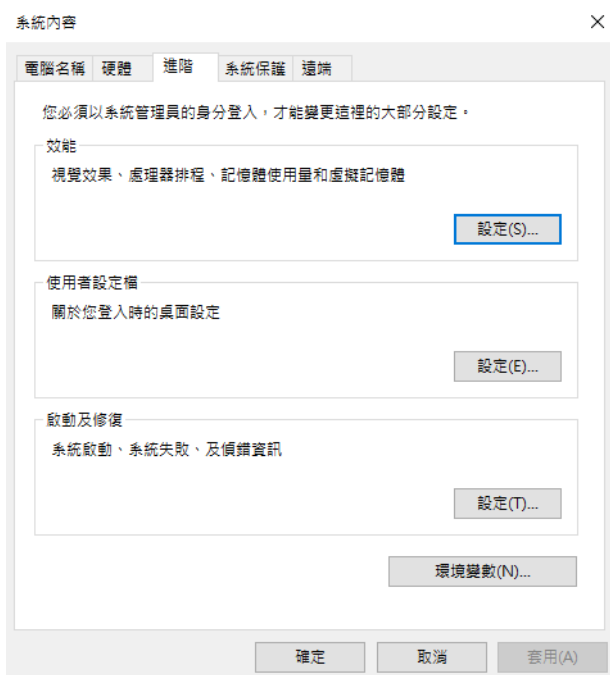 系統內容
電腦名稱 硬體 進階 系統保護 遠端
您必須以系統管理員的身分登入，才能變更這裡的大部分設定。
效能
視覺效果、處理器排程、記憶體使用量和虛擬記憶體
設定(S)...
使用者設定檔
關於您登入時的桌面設定
設定(E)...
啟動及修復
系統啟動、系統失敗、及偵錯資訊
設定(T)...
環境變數(N)...
確定 取消 套用(A)